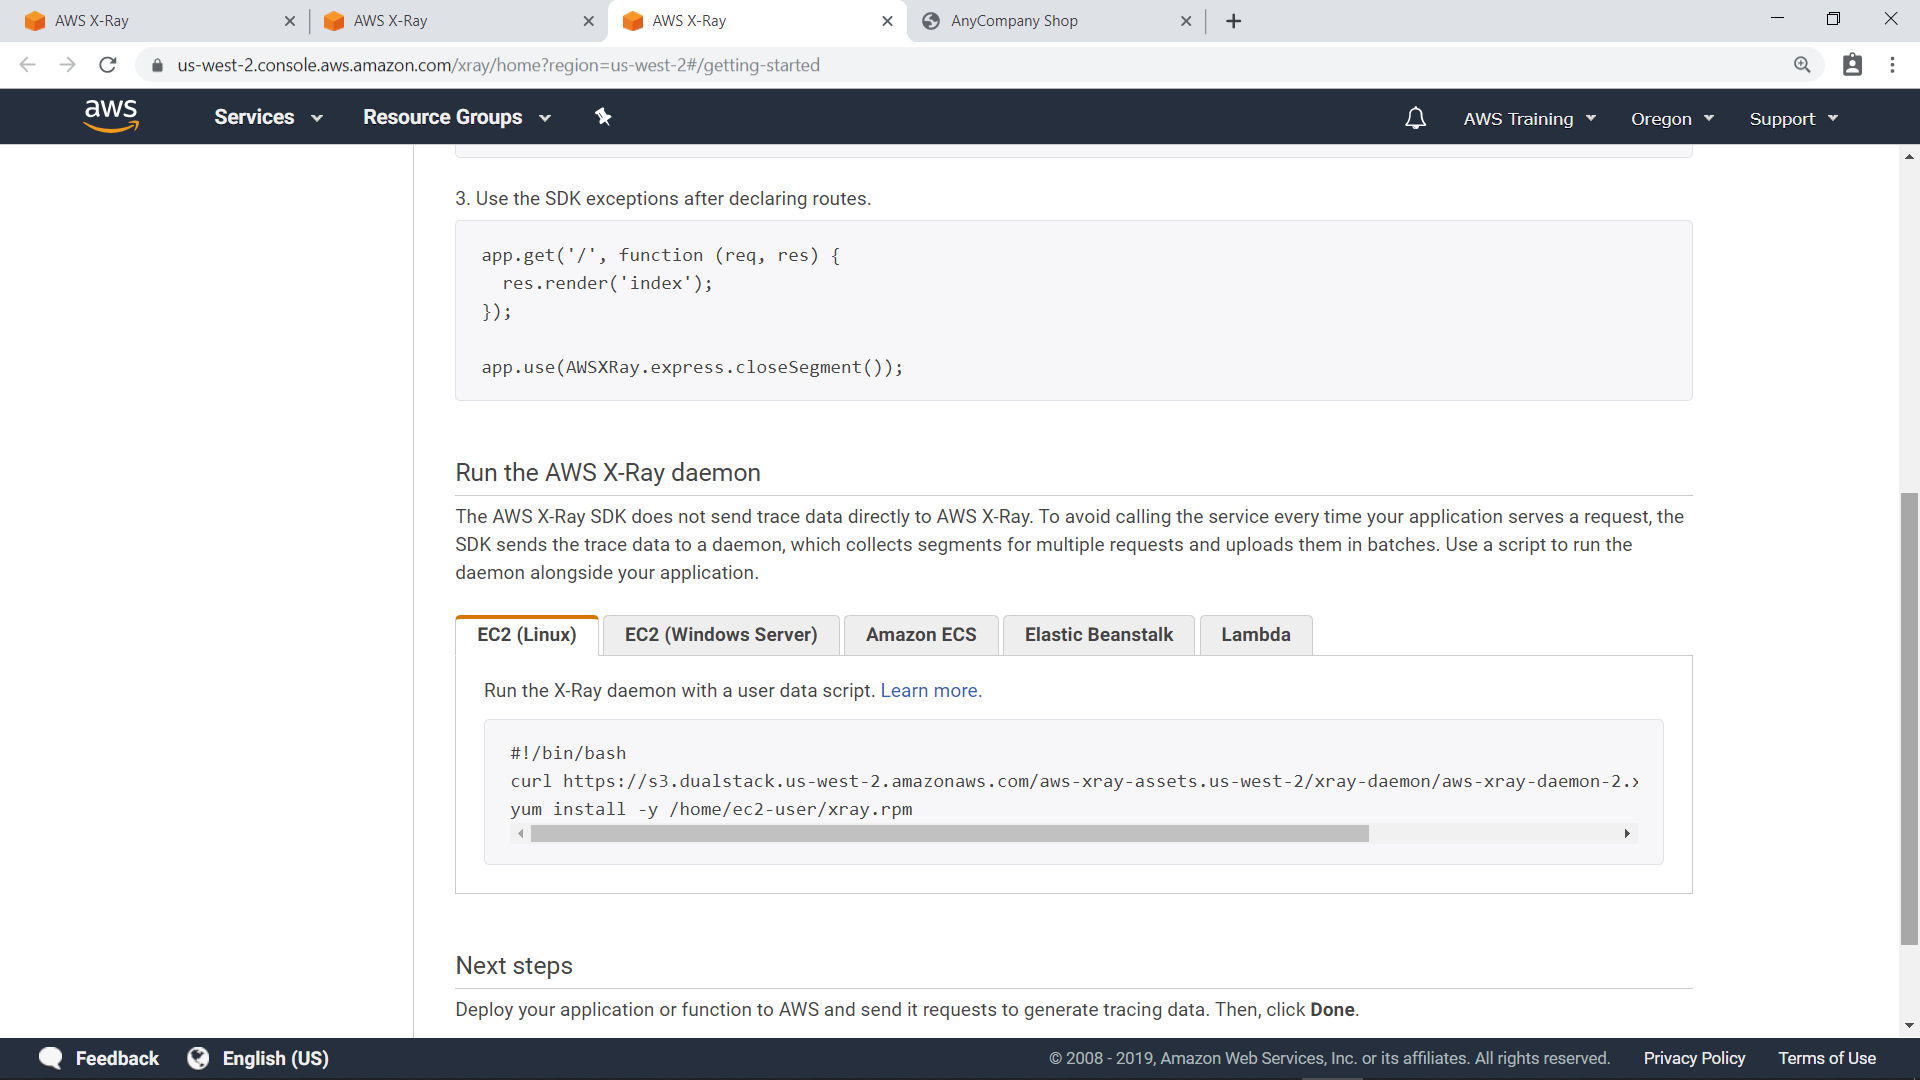 AWS X-Ray
AWS X-Ray
AWS X-Ray
AnyCompany Shop
us-west-2.console.aws.amazon.com/xray/home?region=us-west-2#/getting-started
aws
Services
Resource Groups
AWS Training
Oregon
Support
3. Use the SDK exceptions after declaring routes.
app.get('/', function (req, res) {
  res.render('index');
});
app.use(AWSXRay.express.closeSegment());
Run the AWS X-Ray daemon
The AWS X-Ray SDK does not send trace data directly to AWS X-Ray. To avoid calling the service every time your application serves a request, the
SDK sends the trace data to a daemon, which collects segments for multiple requests and uploads them in batches. Use a script to run the
daemon alongside your application.
EC2 (Linux)
EC2 (Windows Server)
Amazon ECS
Elastic Beanstalk
Lambda
Run the X-Ray daemon with a user data script. Learn more.
#!/bin/bash
curl https://s3.dualstack.us-west-2.amazonaws.com/aws-xray-assets.us-west-2/xray-daemon/aws-xray-daemon-2.
yum install -y /home/ec2-user/xray.rpm
Next steps
Deploy your application or function to AWS and send it requests to generate tracing data. Then, click Done.
Feedback
English (US)
© 2008 - 2019, Amazon Web Services, Inc. or its affiliates. All rights reserved.
Privacy Policy
Terms of Use